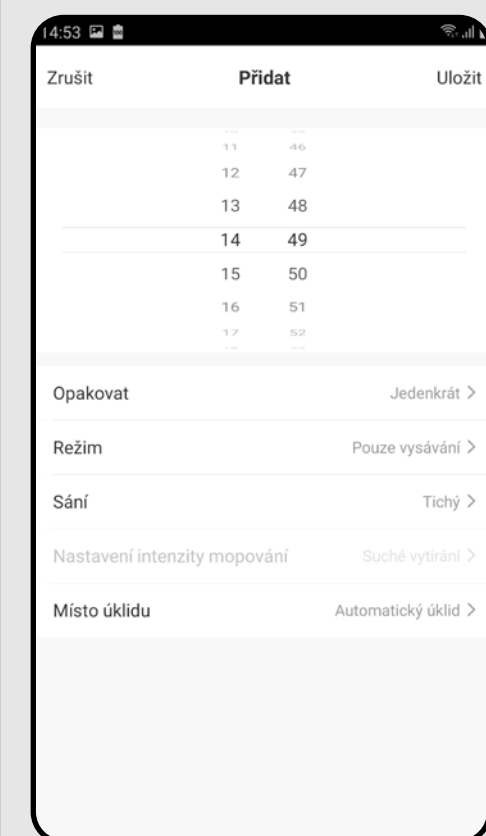 14:53
Zrušit Přidat Uložit
11 46
12 47
13 48
14 49
15 50
16 51
17 52
Opakovat Jedenkrát >
Režim Pouze vysávání >
Sání Tichý >
Nastavení intenzity mopování Suché vytírání >
Místo úklidu Automatický úklid >